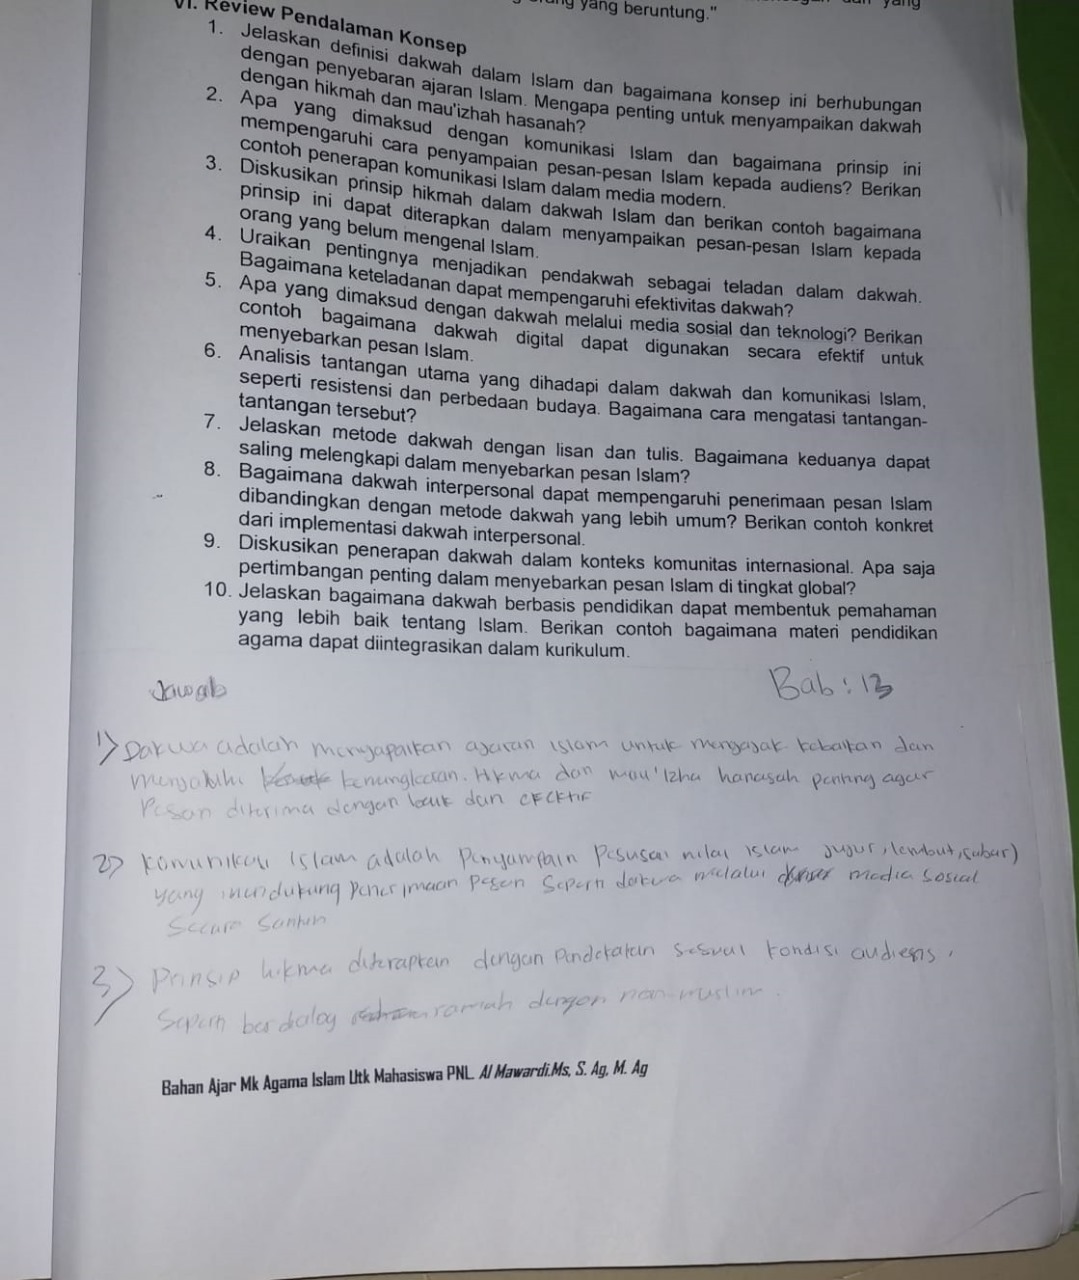 yang beruntung."
yang
VI. Review Pendalaman Konsep
1. Jelaskan definisi dakwah dalam Islam dan bagaimana konsep ini berhubungan
dengan penyebaran ajaran Islam. Mengapa penting untuk menyampaikan dakwah
dengan hikmah dan mau'izhah hasanah?
2. Apa yang dimaksud dengan komunikasi Islam dan bagaimana prinsip ini
mempengaruhi cara penyampaian pesan-pesan Islam kepada audiens? Berikan
contoh penerapan komunikasi Islam dalam media modern.
3. Diskusikan prinsip hikmah dalam dakwah Islam dan berikan contoh bagaimana
prinsip ini dapat diterapkan dalam menyampaikan pesan-pesan Islam kepada
orang yang belum mengenal Islam.
4. Uraikan pentingnya menjadikan pendakwah sebagai teladan dalam dakwah.
Bagaimana keteladanan dapat mempengaruhi efektivitas dakwah?
5. Apa yang dimaksud dengan dakwah melalui media sosial dan teknologi? Berikan
contoh bagaimana dakwah digital dapat digunakan secara efektif untuk
menyebarkan pesan Islam.
6. Analisis tantangan utama yang dihadapi dalam dakwah dan komunikasi Islam,
seperti resistensi dan perbedaan budaya. Bagaimana cara mengatasi tantangan-
tantangan tersebut?
7. Jelaskan metode dakwah dengan lisan dan tulis. Bagaimana keduanya dapat
saling melengkapi dalam menyebarkan pesan Islam?
8. Bagaimana dakwah interpersonal dapat mempengaruhi penerimaan pesan Islam
dibandingkan dengan metode dakwah yang lebih umum? Berikan contoh konkret
dari implementasi dakwah interpersonal.
9. Diskusikan penerapan dakwah dalam konteks komunitas internasional. Apa saja
pertimbangan penting dalam menyebarkan pesan Islam di tingkat global?
10. Jelaskan bagaimana dakwah berbasis pendidikan dapat membentuk pemahaman
yang lebih baik tentang Islam. Berikan contoh bagaimana materi pendidikan
agama dapat diintegrasikan dalam kurikulum.
Jawab
Bab : 13
1) Dakwa adalah menyapaikan ajaran islam untuk mengajak kebaikan dan
menjauhi. Hikma dan mau'izha hanasah penting agar
Pesan diterima dengan baik dan efektif
2) Komunikasi Islam adalah Penyampain Pesusai nilai islam jujur, lembut, sabar)
yang mendukung penerimaan pesan Seperti dakwa melalui media sosial
Secara Santun
3) Prinsip hikma diterapkan dengan Pendekatan sesuai kondisi audiens,
Seperti berdialog ramah dengan non-muslim.
Bahan Ajar Mk Agama Islam Utk Mahasiswa PNL. Al Mawardi.Ms, S. Ag, M. Ag